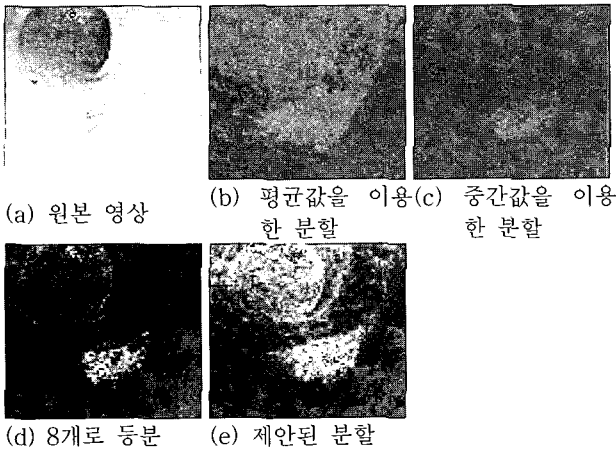 (a) 원본 영상
(b) 평균값을 이용
한 분할
(c) 중간값을 이용
한 분할
(d) 8개로 등분
(e) 제안된 분할